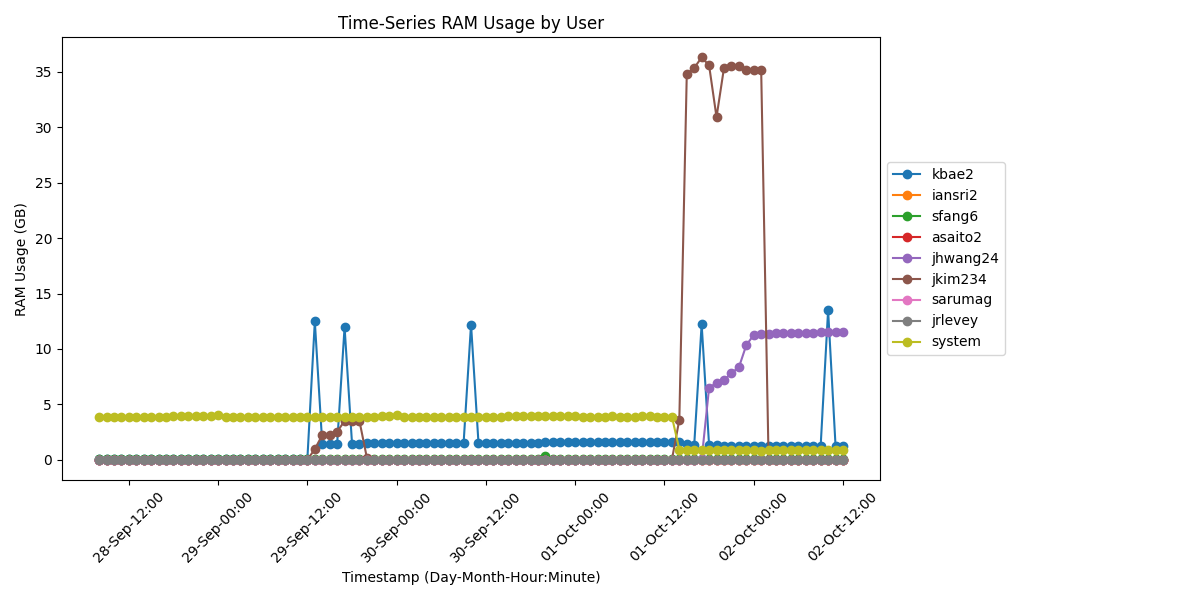 Time-Series RAM Usage by User
RAM Usage (GB)
35
30
25
20
15
10
5
0
28-Sep-12:00
29-Sep-00:00
29-Sep-12:00
30-Sep-00:00
30-Sep-12:00
01-Oct-00:00
01-Oct-12:00
02-Oct-00:00
02-Oct-12:00
Timestamp (Day-Month-Hour:Minute)
kbae2
iansri2
sfang6
asaito2
jhwang24
jkim234
sarumag
jrlevey
system